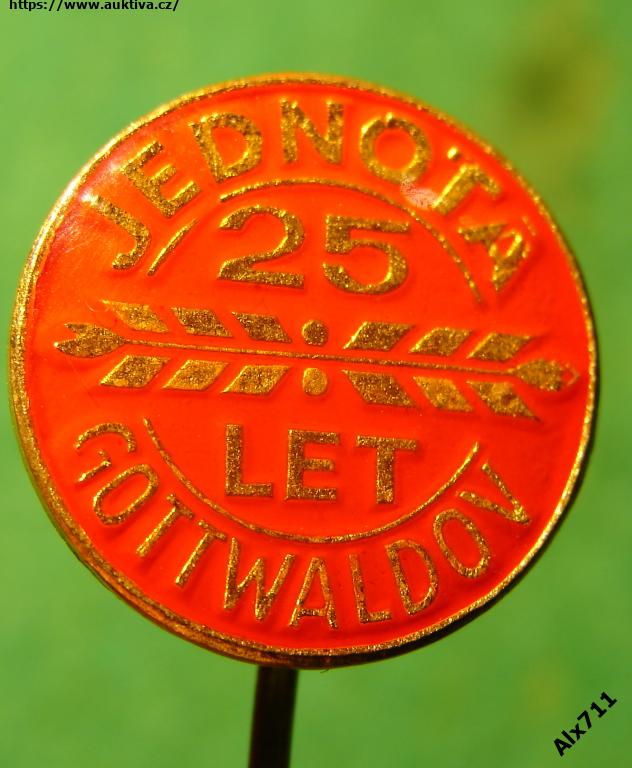 https://www.auktiva.cz/
JEDNOTA
25
LET
GOTTWALDOV
Alx711